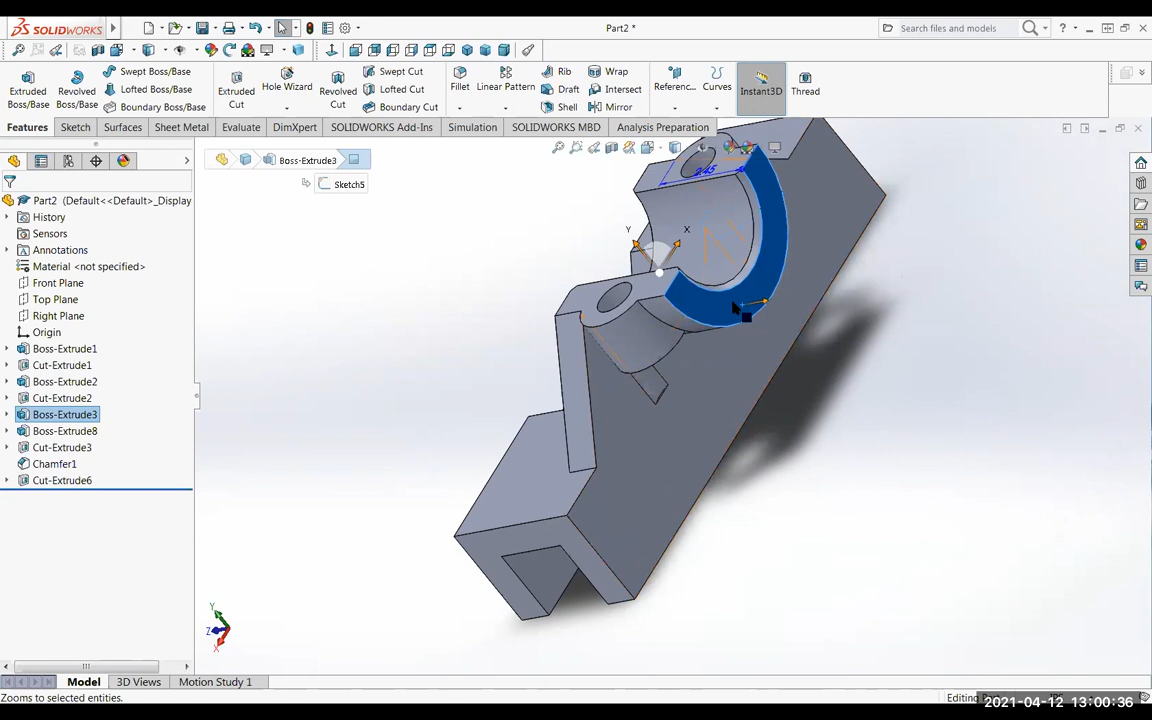 SOLIDWORKS
Part2 *
Search files and models
Extruded Boss/Base
Revolved Boss/Base
Swept Boss/Base
Lofted Boss/Base
Boundary Boss/Base
Extruded Cut
Hole Wizard
Revolved Cut
Swept Cut
Lofted Cut
Boundary Cut
Fillet
Linear Pattern
Rib
Draft
Shell
Wrap
Intersect
Mirror
Referenc...
Curves
Instant3D
Thread
Features
Sketch
Surfaces
Sheet Metal
Evaluate
DimXpert
SOLIDWORKS Add-Ins
Simulation
SOLIDWORKS MBD
Analysis Preparation
Boss-Extrude3
Sketch5
Part2 (Default<<Default>_Display
History
Sensors
Annotations
Material <not specified>
Front Plane
Top Plane
Right Plane
Origin
Boss-Extrude1
Cut-Extrude1
Boss-Extrude2
Cut-Extrude2
Boss-Extrude3
Boss-Extrude8
Cut-Extrude3
Chamfer1
Cut-Extrude6
2.45
Y
X
Y
Z
X
Model
3D Views
Motion Study 1
Zooms to selected entities.
2021-04-12 13:00:36